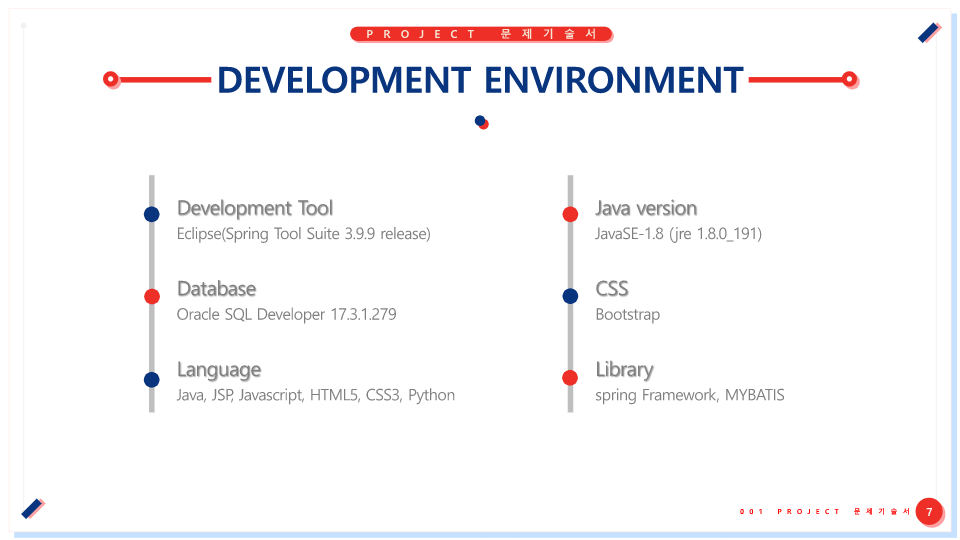 PROJECT 문제기술서
DEVELOPMENT ENVIRONMENT
Development Tool
Eclipse(Spring Tool Suite 3.9.9 release)
Database
Oracle SQL Developer 17.3.1.279
Language
Java, JSP, Javascript, HTML5, CSS3, Python
Java version
JavaSE-1.8 (jre 1.8.0_191)
CSS
Bootstrap
Library
spring Framework, MYBATIS
001 PROJECT 문제기술서 7